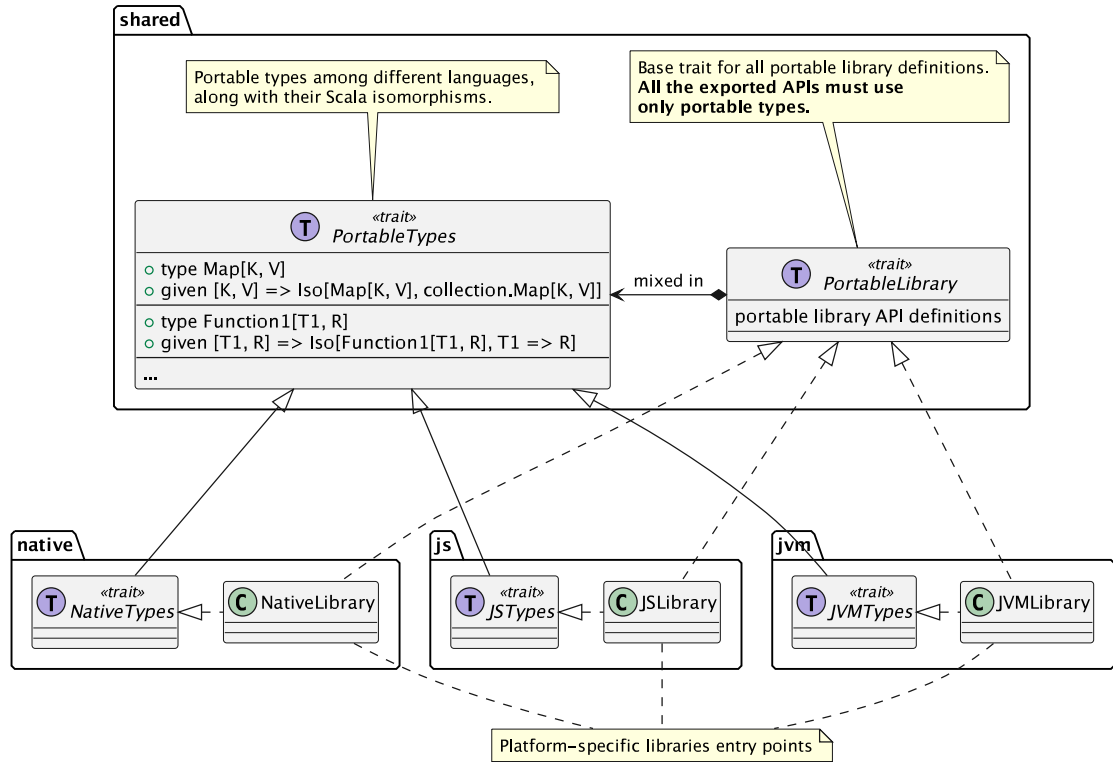 shared
Portable types among different languages,
along with their Scala isomorphisms.
Base trait for all portable library definitions.
All the exported APIs must use
only portable types.
T
«trait»
PortableTypes
type Map[K, V]
given [K, V] => Iso[Map[K, V], collection.Map[K, V]]
type Function1[T1, R]
given [T1, R] => Iso[Function1[T1, R], T1 => R]
...
mixed in
T
«trait»
PortableLibrary
portable library API definitions
native
T
«trait»
NativeTypes
C
NativeLibrary
js
T
«trait»
JSTypes
C
JSLibrary
jvm
T
«trait»
JVMTypes
C
JVMLibrary
Platform-specific libraries entry points